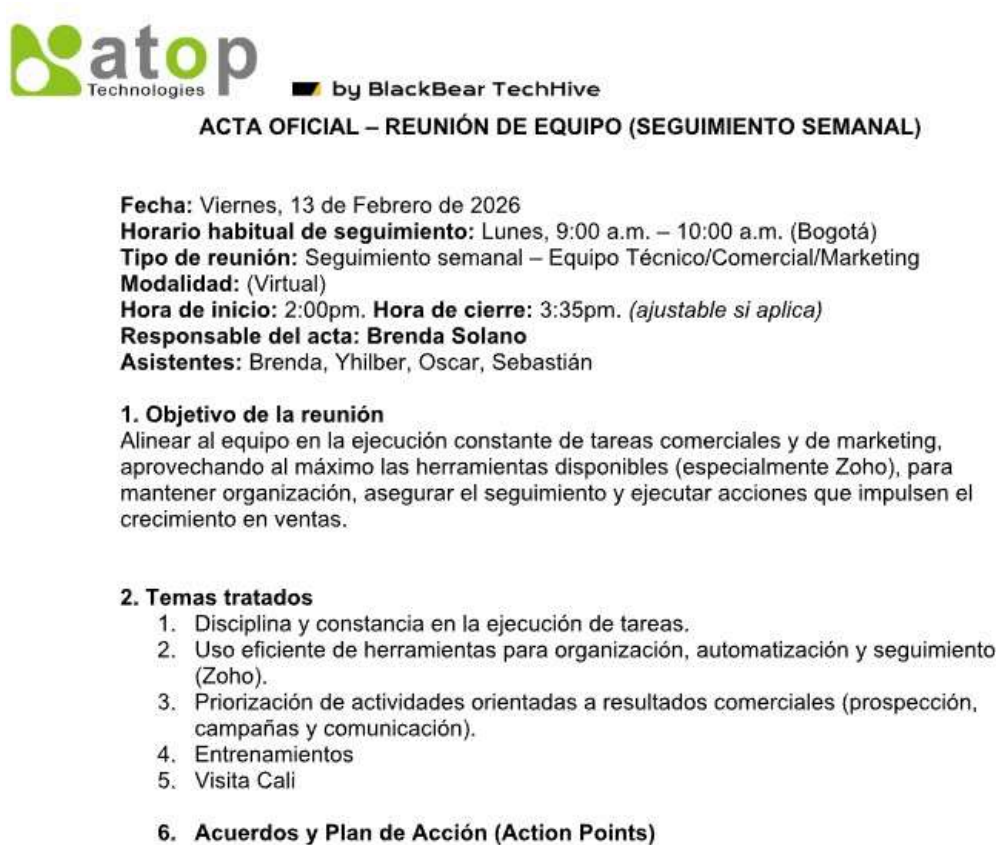 atop
Technologies
by BlackBear TechHive
ACTA OFICIAL – REUNIÓN DE EQUIPO (SEGUIMIENTO SEMANAL)
Fecha: Viernes, 13 de Febrero de 2026
Horario habitual de seguimiento: Lunes, 9:00 a.m. – 10:00 a.m. (Bogotá)
Tipo de reunión: Seguimiento semanal – Equipo Técnico/Comercial/Marketing
Modalidad: (Virtual)
Hora de inicio: 2:00pm. Hora de cierre: 3:35pm. (ajustable si aplica)
Responsable del acta: Brenda Solano
Asistentes: Brenda, Yhilber, Oscar, Sebastián
1. Objetivo de la reunión
Alinear al equipo en la ejecución constante de tareas comerciales y de marketing,
aprovechando al máximo las herramientas disponibles (especialmente Zoho), para
mantener organización, asegurar el seguimiento y ejecutar acciones que impulsen el
crecimiento en ventas.
2. Temas tratados
1. Disciplina y constancia en la ejecución de tareas.
2. Uso eficiente de herramientas para organización, automatización y seguimiento
(Zoho).
3. Priorización de actividades orientadas a resultados comerciales (prospección,
campañas y comunicación).
4. Entrenamientos
5. Visita Cali
6. Acuerdos y Plan de Acción (Action Points)